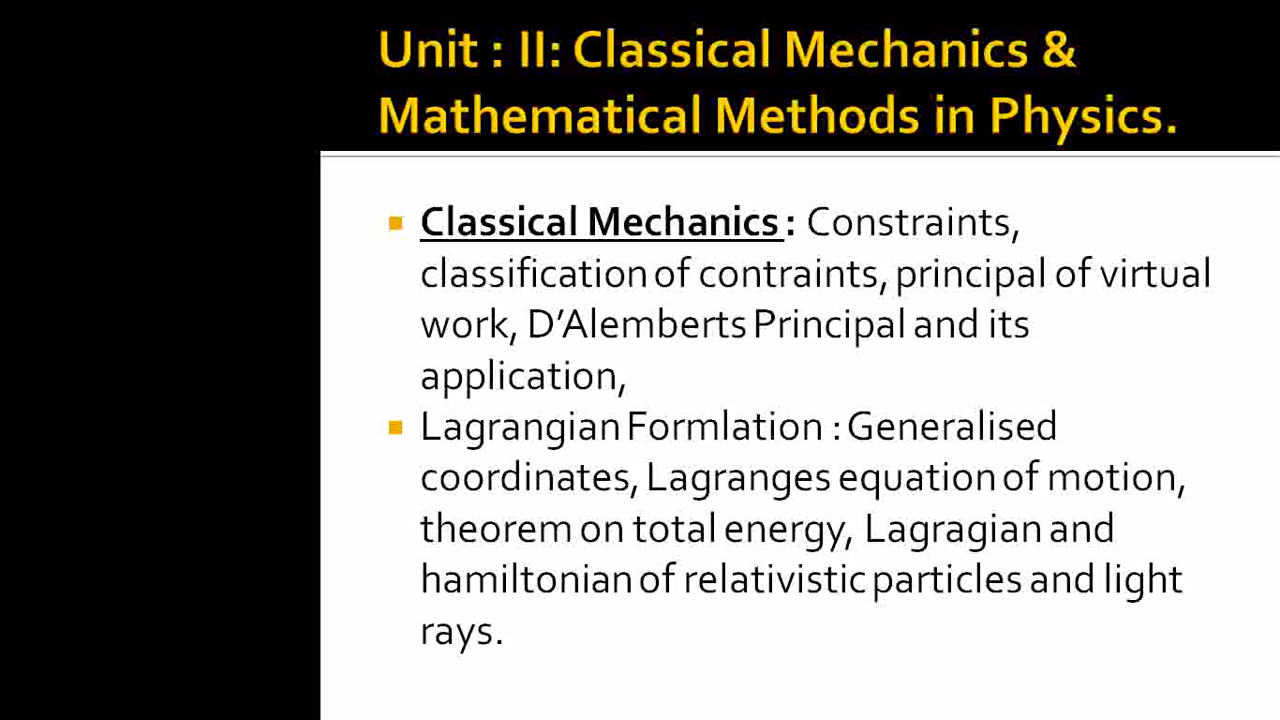 Unit : II: Classical Mechanics &
Mathematical Methods in Physics.
Classical Mechanics : Constraints,
classification of contraints, principal of virtual
work, D’Alemberts Principal and its
application,
Lagrangian Formlation : Generalised
coordinates, Lagranges equation of motion,
theorem on total energy, Lagragian and
hamiltonian of relativistic particles and light
rays.